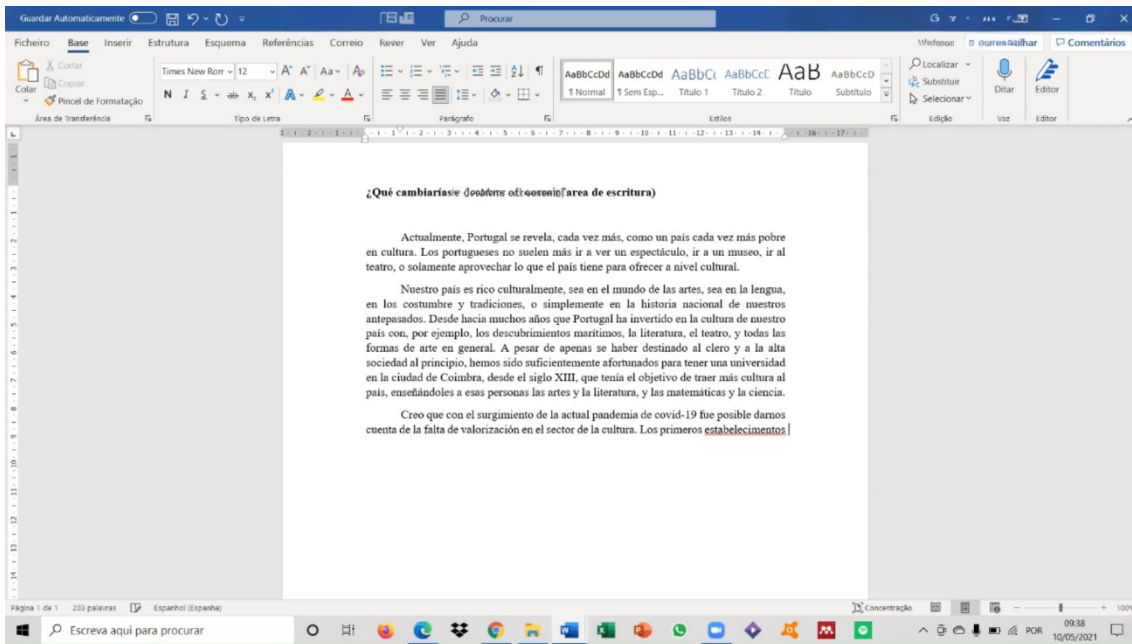 Guardar Automaticamente
Procurar
Ficheiro Base Inserir Estrutura Esquema Referências Correio Rever Ver Ajuda
Comentários
Colar
Cortar
Copiar
Pincel de Formatação
Área de Transferência
Times New Rom 12
N I S ab x, x²
Tipo de Letra
Parágrafo
AaBbCcDd AaBbCcDd AaBbCc AaBbCcC AaB AaBbCcD
1 Normal 1 Sem Esp... Título 1 Título 2 Título Subtítulo
Estilos
Localizar
Substituir
Selecionar
Edição
Ditar
Voz
Editor
Editor
¿Qué cambiarías area de escritura)
Actualmente, Portugal se revela, cada vez más, como un país cada vez más pobre
en cultura. Los portugueses no suelen más ir a ver un espectáculo, ir a un museo, ir al
teatro, o solamente aprovechar lo que el país tiene para ofrecer a nivel cultural.
Nuestro país es rico culturalmente, sea en el mundo de las artes, sea en la lengua,
en los costumbre y tradiciones, o simplemente en la historia nacional de nuestros
antepasados. Desde hacia muchos años que Portugal ha invertido en la cultura de nuestro
país con, por ejemplo, los descubrimientos marítimos, la literatura, el teatro, y todas las
formas de arte en general. A pesar de apenas se haber destinado al clero y a la alta
sociedad al principio, hemos sido suficientemente afortunados para tener una universidad
en la ciudad de Coimbra, desde el siglo XIII, que tenía el objetivo de traer más cultura al
país, enseñándoles a esas personas las artes y la literatura, y las matemáticas y la ciencia.
Creo que con el surgimiento de la actual pandemia de covid-19 fue posible darnos
cuenta de la falta de valorización en el sector de la cultura. Los primeros estabelecimentos
Página 1 de 1 223 palavras Espanhol (Espanha)
Concentração
100%
Escreva aqui para procurar
POR
09:38
10/05/2021